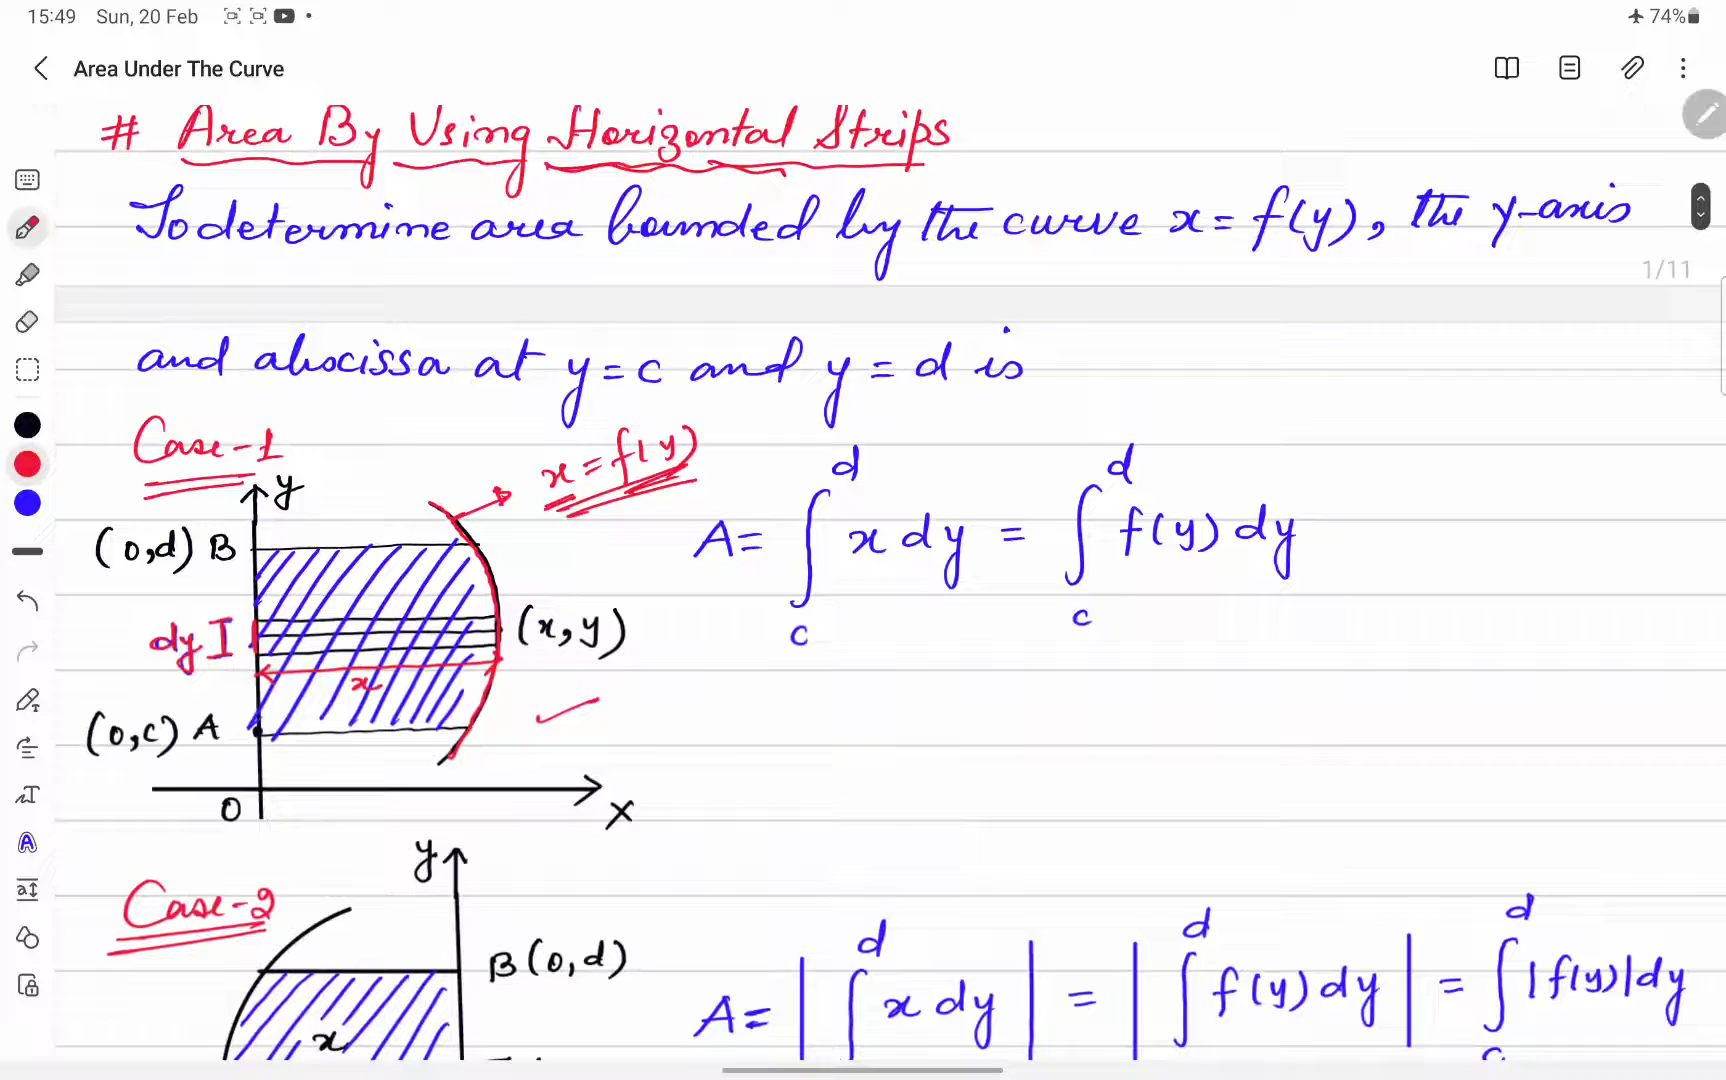 15:49 Sun, 20 Feb 74%
Area Under The Curve
# Area By Using Horizontal Strips
To determine area bounded by the curve x = f(y), the y-axis
1/11
and abscissa at y = c and y = d is
Case-1
x = f(y)
y
(0,d) B
A = ∫_c^d x dy = ∫_c^d f(y) dy
dy I
(x, y)
x
(0,c) A
0
x
y
Case-2
B (0,d)
A = | ∫^d x dy | = | ∫^d f(y) dy | = ∫_c^d |f(y)| dy
x